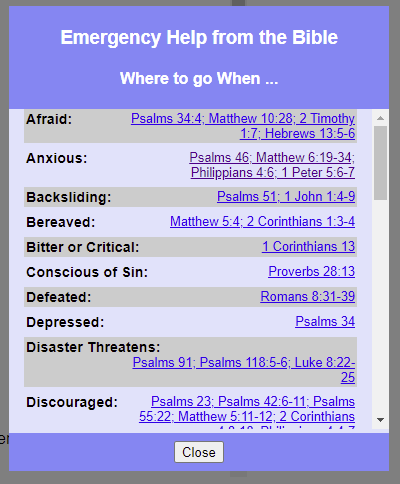 Emergency Help from the Bible
Where to go When ...
Afraid: Psalms 34:4; Matthew 10:28; 2 Timothy
1:7; Hebrews 13:5-6
Anxious: Psalms 46; Matthew 6:19-34;
Philippians 4:6; 1 Peter 5:6-7
Backsliding: Psalms 51; 1 John 1:4-9
Bereaved: Matthew 5:4; 2 Corinthians 1:3-4
Bitter or Critical: 1 Corinthians 13
Conscious of Sin: Proverbs 28:13
Defeated: Romans 8:31-39
Depressed: Psalms 34
Disaster Threatens:
Psalms 91; Psalms 118:5-6; Luke 8:22-
25
Discouraged: Psalms 23; Psalms 42:6-11; Psalms
55:22; Matthew 5:11-12; 2 Corinthians
Close